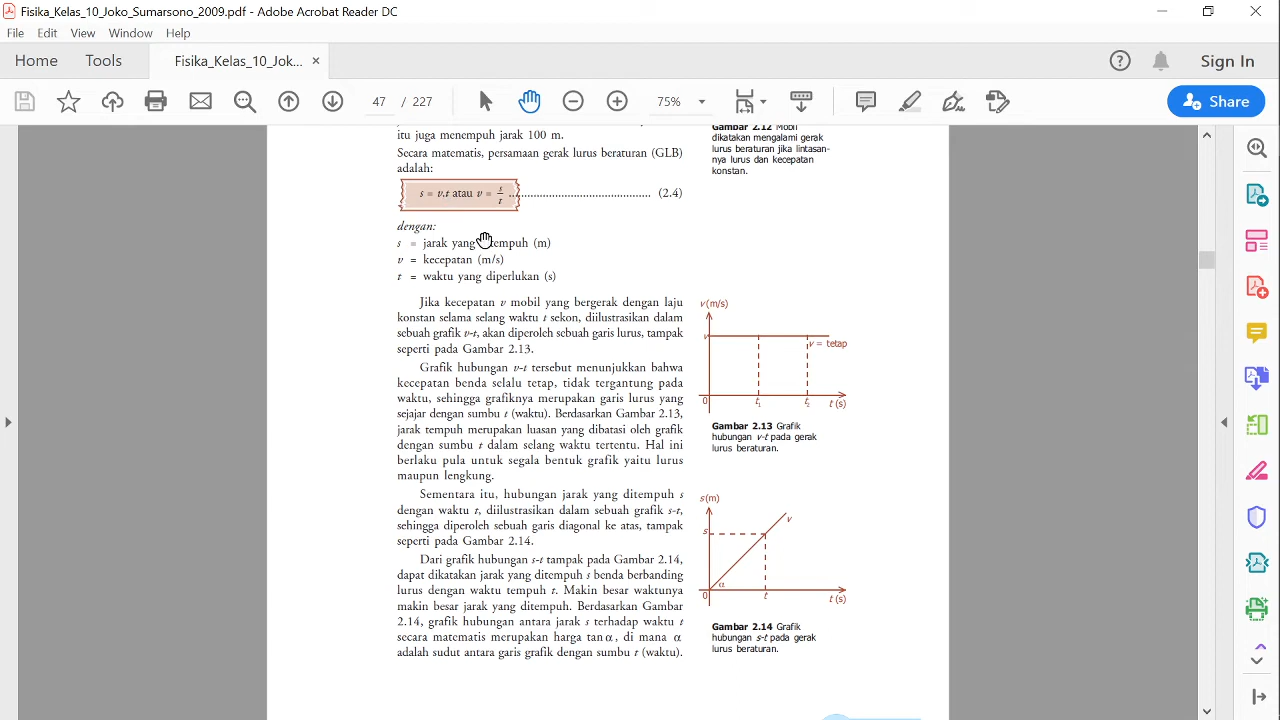 Fisika_Kelas_10_Joko_Sumarsono_2009.pdf - Adobe Acrobat Reader DC
File Edit View Window Help
Home Tools Fisika_Kelas_10_Jok... × Sign In
47 / 227 75% Share
itu juga menempuh jarak 100 m.
Secara matematis, persamaan gerak lurus beraturan (GLB)
adalah:
s = v.t atau v = s/t ........................................ (2.4)
dengan:
s = jarak yang tempuh (m)
v = kecepatan (m/s)
t = waktu yang diperlukan (s)
Jika kecepatan v mobil yang bergerak dengan laju
konstan selama selang waktu t sekon, diilustrasikan dalam
sebuah grafik v-t, akan diperoleh sebuah garis lurus, tampak
seperti pada Gambar 2.13.
Grafik hubungan v-t tersebut menunjukkan bahwa
kecepatan benda selalu tetap, tidak tergantung pada
waktu, sehingga grafiknya merupakan garis lurus yang
sejajar dengan sumbu t (waktu). Berdasarkan Gambar 2.13,
jarak tempuh merupakan luasan yang dibatasi oleh grafik
dengan sumbu t dalam selang waktu tertentu. Hal ini
berlaku pula untuk segala bentuk grafik yaitu lurus
maupun lengkung.
Sementara itu, hubungan jarak yang ditempuh s
dengan waktu t, diilustrasikan dalam sebuah grafik s-t,
sehingga diperoleh sebuah garis diagonal ke atas, tampak
seperti pada Gambar 2.14.
Dari grafik hubungan s-t tampak pada Gambar 2.14,
dapat dikatakan jarak yang ditempuh s benda berbanding
lurus dengan waktu tempuh t. Makin besar waktunya
makin besar jarak yang ditempuh. Berdasarkan Gambar
2.14, grafik hubungan antara jarak s terhadap waktu t
secara matematis merupakan harga tan α, di mana α
adalah sudut antara garis grafik dengan sumbu t (waktu).
Gambar 2.12 Mobil
dikatakan mengalami gerak
lurus beraturan jika lintasan-
nya lurus dan kecepatan
konstan.
v (m/s)
v
v = tetap
0 t₁ t₂ t (s)
Gambar 2.13 Grafik
hubungan v-t pada gerak
lurus beraturan.
s (m)
v
s
α
0 t t (s)
Gambar 2.14 Grafik
hubungan s-t pada gerak
lurus beraturan.